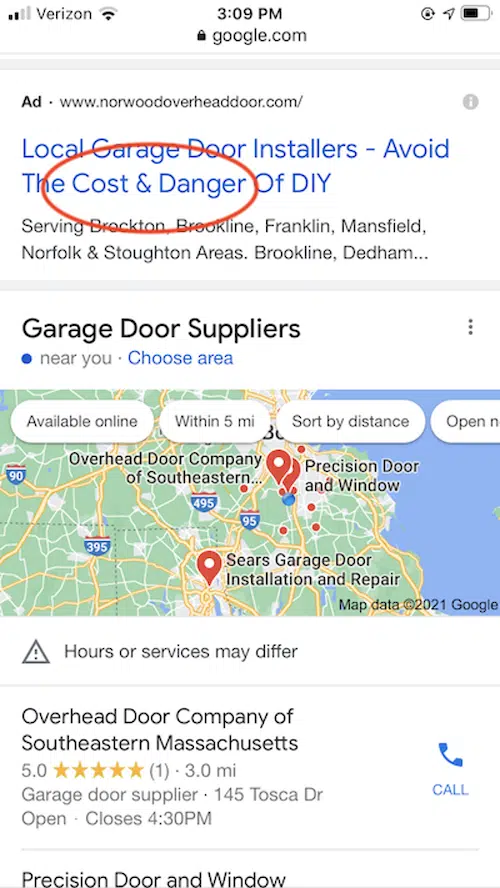 Verizon 3:09 PM
google.com
Ad · www.norwoodoverheaddoor.com/
Local Garage Door Installers - Avoid
The Cost & Danger Of DIY
Serving Brockton, Brookline, Franklin, Mansfield,
Norfolk & Stoughton Areas. Brookline, Dedham...
Garage Door Suppliers
near you · Choose area
Available online Within 5 mi Sort by distance Open
Overhead Door Company
of Southeastern...
Precision Door
and Window
90
495
95
395
Sears Garage Door
Installation and Repair
Map data ©2021 Google
Hours or services may differ
Overhead Door Company of
Southeastern Massachusetts
5.0 ★★★★★ (1) · 3.0 mi
Garage door supplier · 145 Tosca Dr
Open · Closes 4:30PM
CALL
Precision Door and Window